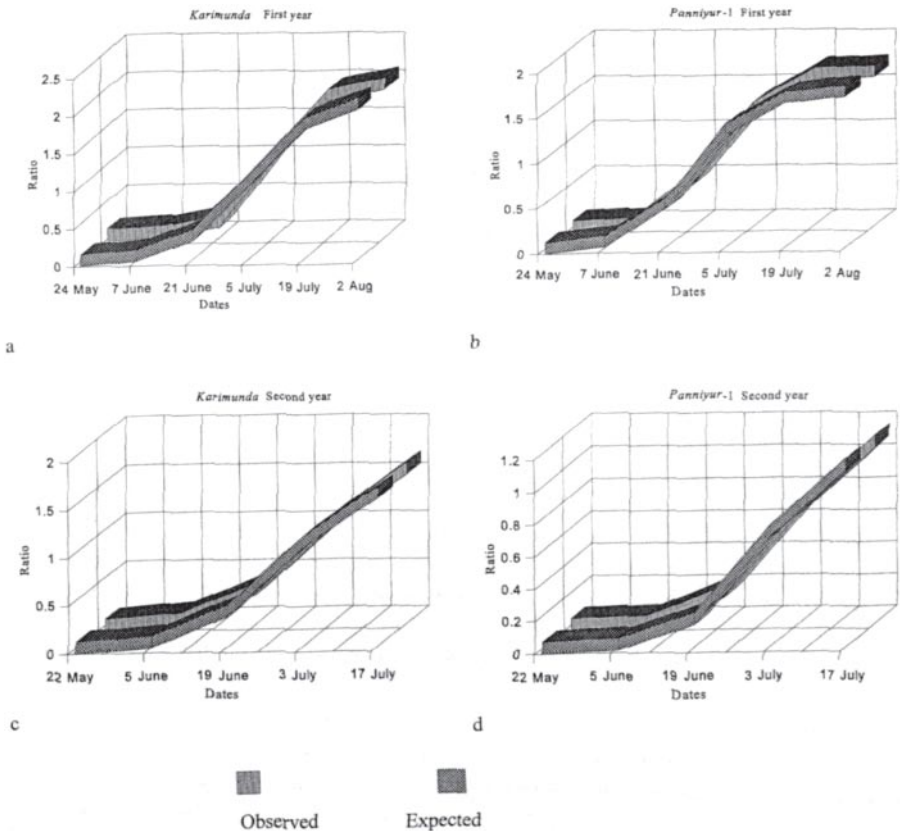 Karimunda First year
2.5
2
1.5
1
0.5
0
Ratio
24 May 7 June 21 June 5 July 19 July 2 Aug
Dates
a
Panniyur-1 First year
2
1.5
1
0.5
0
Ratio
24 May 7 June 21 June 5 July 19 July 2 Aug
Dates
b
Karimunda Second year
2
1.5
1
0.5
0
Ratio
22 May 5 June 19 June 3 July 17 July
Dates
c
Panniyur-1 Second year
1.2
1
0.8
0.6
0.4
0.2
0
Ratio
22 May 5 June 19 June 3 July 17 July
Dates
d
Observed Expected